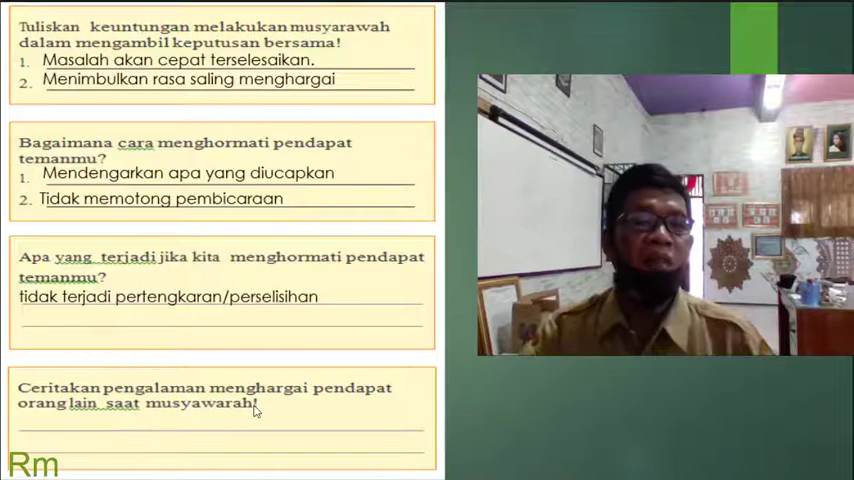 Tuliskan keuntungan melakukan musyarawah
dalam mengambil keputusan bersama!
1. Masalah akan cepat terselesaikan.
2. Menimbulkan rasa saling menghargai
Bagaimana cara menghormati pendapat
temanmu?
1. Mendengarkan apa yang diucapkan
2. Tidak memotong pembicaraan
Apa yang terjadi jika kita menghormati pendapat
temanmu?
tidak terjadi pertengkaran/perselisihan
Ceritakan pengalaman menghargai pendapat
orang lain saat musyawarah!
Rm